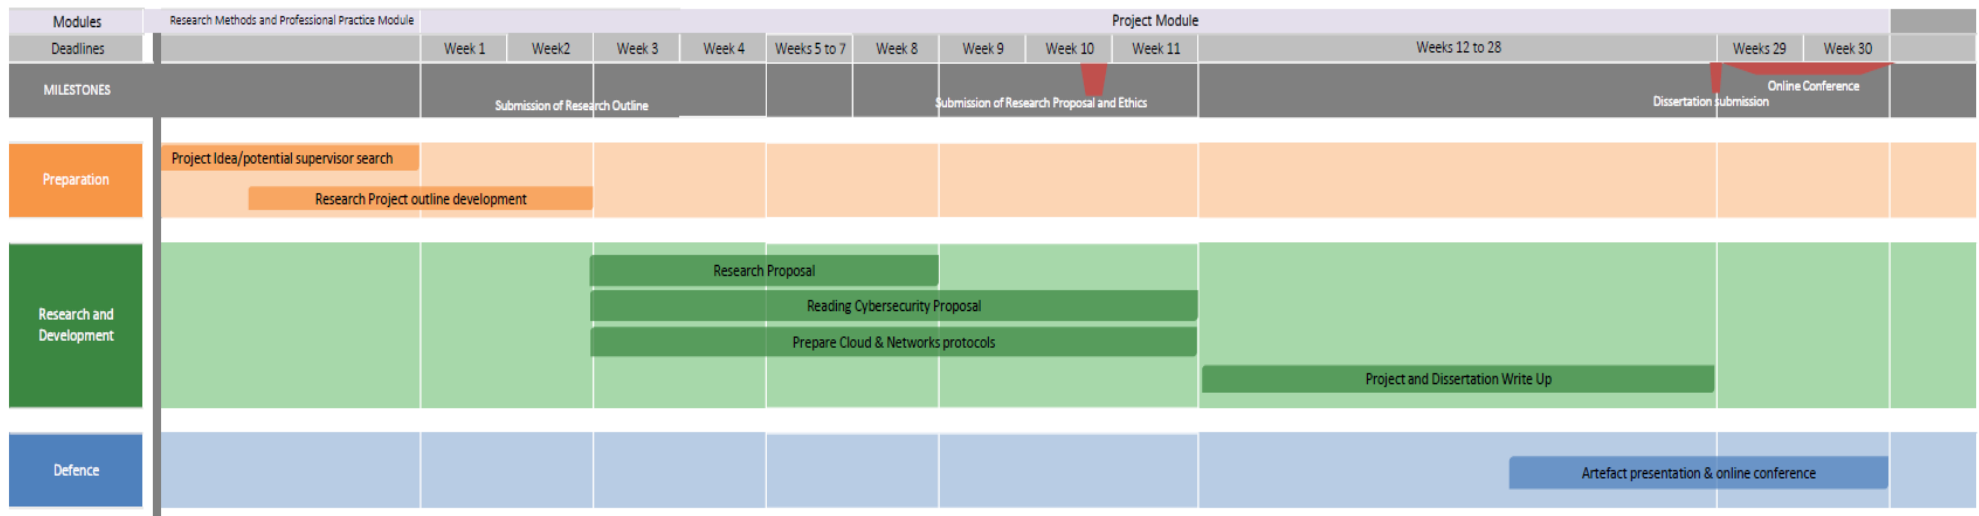 Modules
Research Methods and Professional Practice Module
Project Module
Deadlines
Week 1
Week2
Week 3
Week 4
Weeks 5 to 7
Week 8
Week 9
Week 10
Week 11
Weeks 12 to 28
Weeks 29
Week 30
MILESTONES
Submission of Research Outline
Submission of Research Proposal and Ethics
Dissertation submission
Online Conference
Preparation
Project Idea/potential supervisor search
Research Project outline development
Research and
Development
Research Proposal
Reading Cybersecurity Proposal
Prepare Cloud & Networks protocols
Project and Dissertation Write Up
Defence
Artefact presentation & online conference